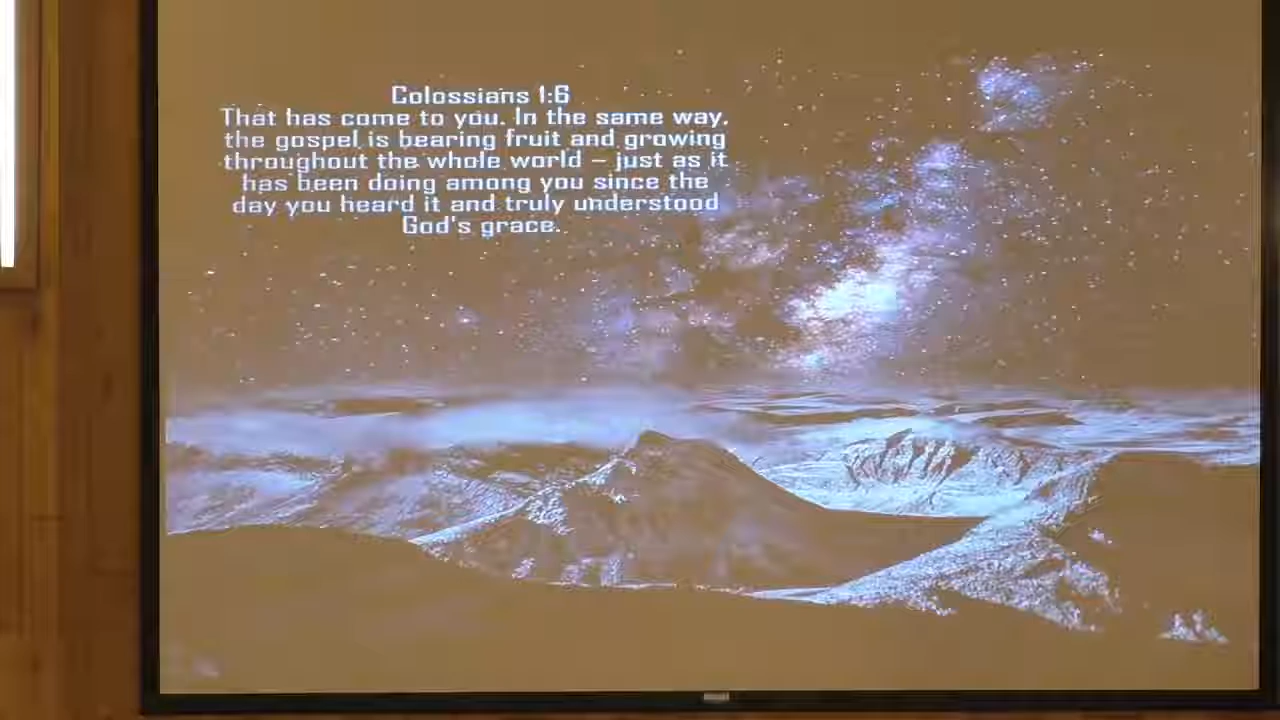 Colossians 1:6
That has come to you. In the same way,
the gospel is bearing fruit and growing
throughout the whole world – just as it
has been doing among you since the
day you heard it and truly understood
God's grace.